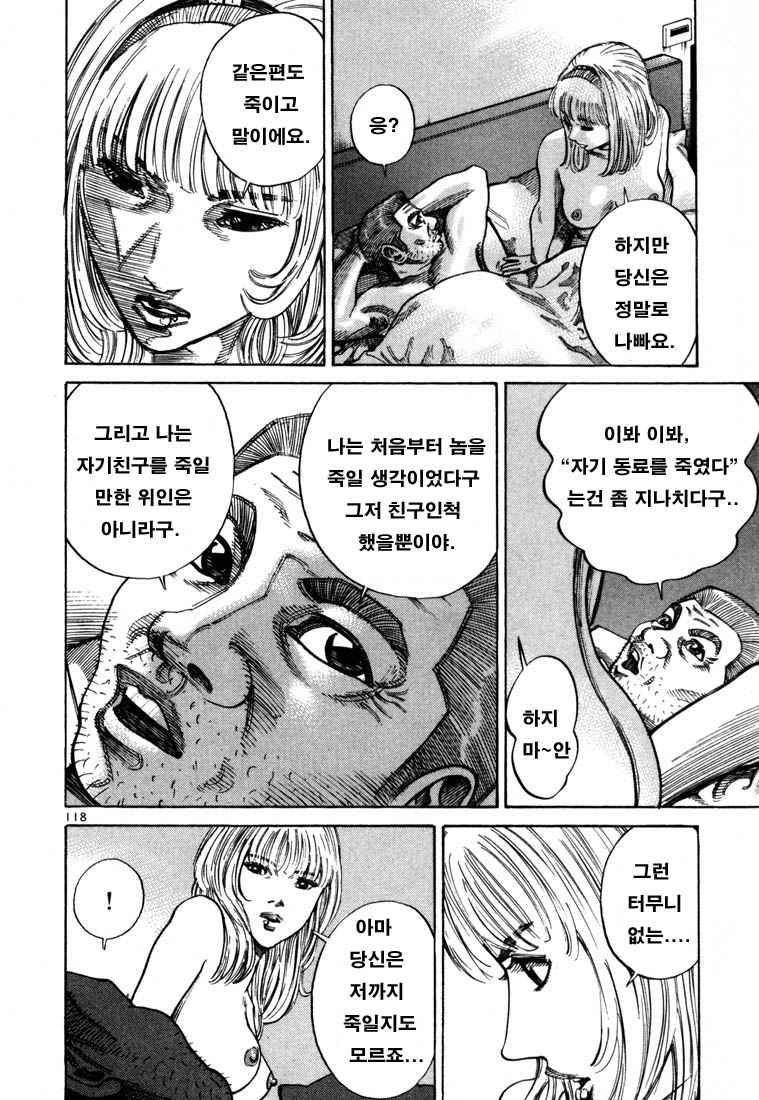 하지만
당신은
정말로
나빠요.
응?
같은편도
죽이고
말이에요.
이봐 이봐,
“자기 동료를 죽였다”
는건 좀 지나치다구..
하지
마~안
나는 처음부터 놈을
죽일 생각이었다구
그저 친구인척
했을뿐이야.
그리고 나는
자기친구를 죽일
만한 위인은
아니라구.
118
그런
터무니
없는....
아마
당신은
저까지
죽일지도
모르죠...
!